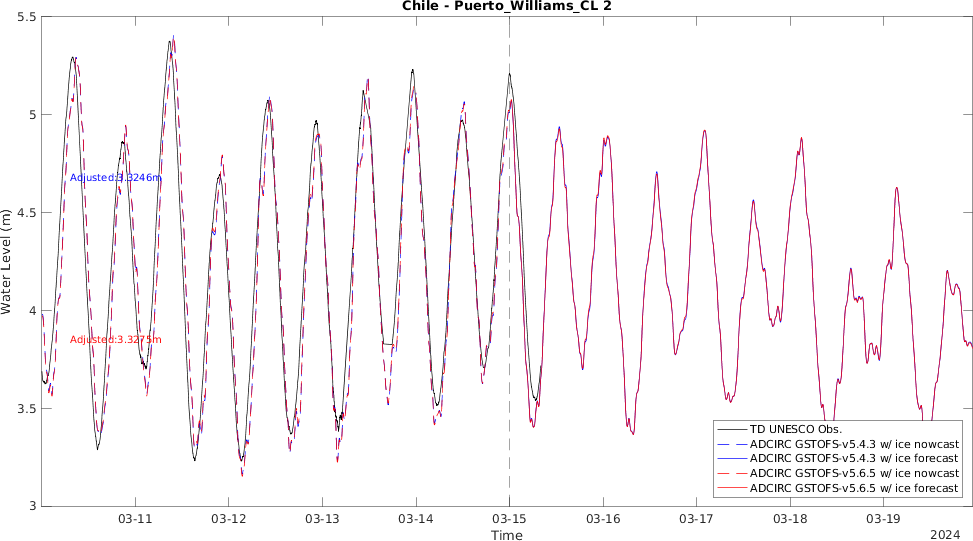 Chile - Puerto_Williams_CL 2
5.5
5
4.5
4
3.5
3
Water Level (m)
Adjusted:3.3246m
Adjusted:3.3275m
TD UNESCO Obs.
ADCIRC GSTOFS-v5.4.3 w/ ice nowcast
ADCIRC GSTOFS-v5.4.3 w/ ice forecast
ADCIRC GSTOFS-v5.6.5 w/ ice nowcast
ADCIRC GSTOFS-v5.6.5 w/ ice forecast
03-11 03-12 03-13 03-14 03-15 03-16 03-17 03-18 03-19
Time
2024